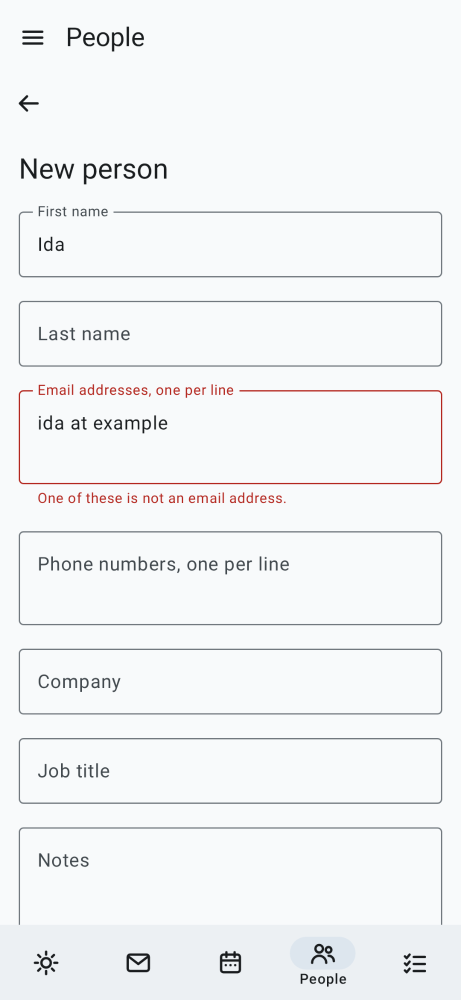 People
New person
First name
Ida
Last name
Email addresses, one per line
ida at example
One of these is not an email address.
Phone numbers, one per line
Company
Job title
Notes
People